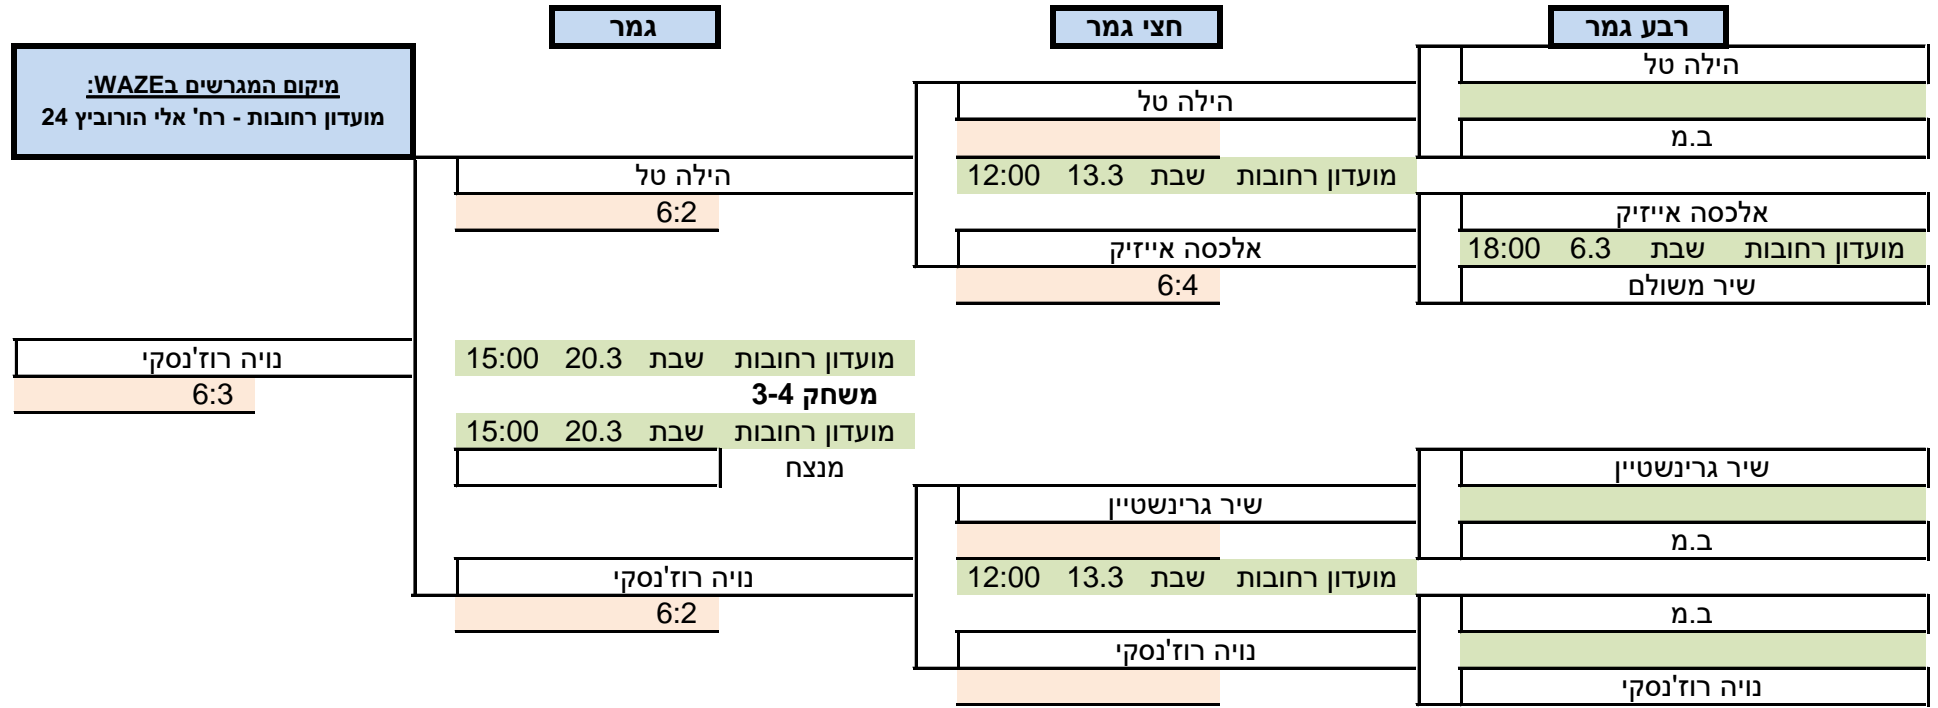 רבע גמר
חצי גמר
גמר
מיקום המגרשים בWAZE:
מועדון רחובות - רח' אלי הורוביץ 24
הילה טל
ב.מ
אלכסה אייזיק
מועדון רחובות שבת 6.3 18:00
שיר משולם
שיר גרינשטיין
ב.מ
ב.מ
נויה רוז'נסקי
הילה טל
מועדון רחובות שבת 13.3 12:00
אלכסה אייזיק
6:4
שיר גרינשטיין
מועדון רחובות שבת 13.3 12:00
נויה רוז'נסקי
הילה טל
6:2
מועדון רחובות שבת 20.3 15:00
משחק 3-4
מועדון רחובות שבת 20.3 15:00
מנצח
נויה רוז'נסקי
6:2
נויה רוז'נסקי
6:3